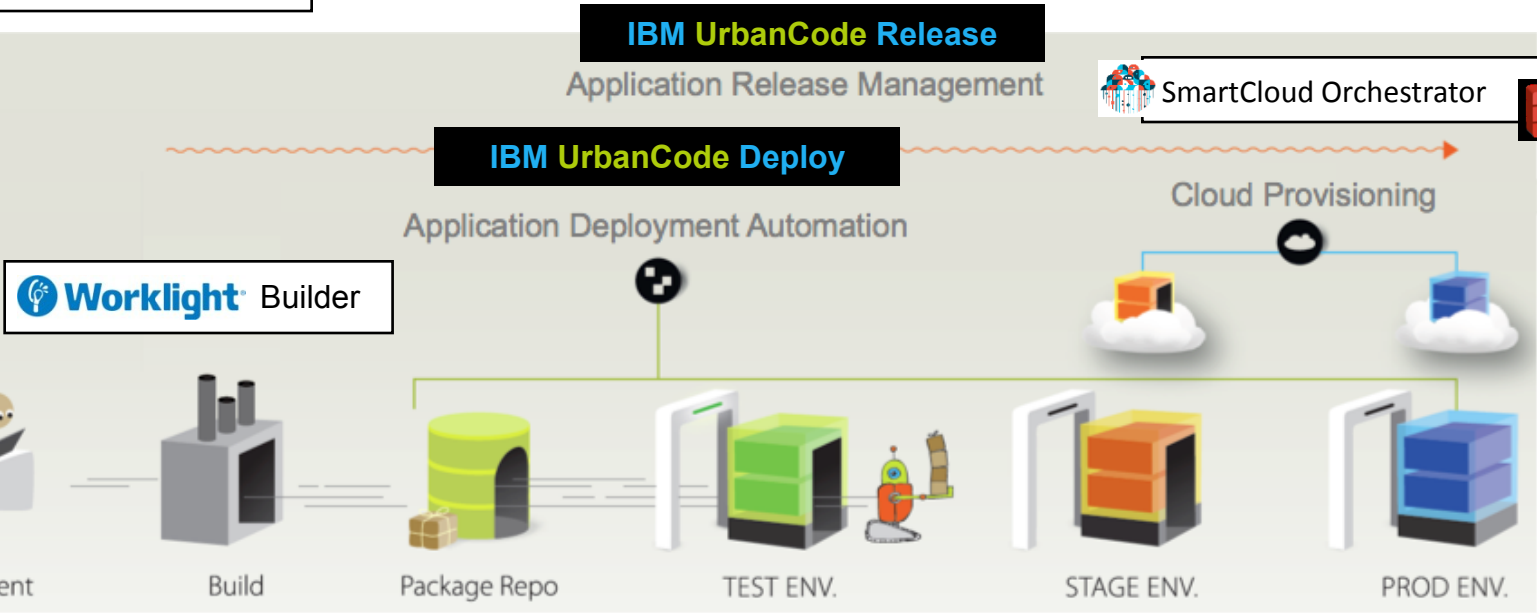 IBM UrbanCode Release
Application Release Management
SmartCloud Orchestrator
IBM UrbanCode Deploy
Cloud Provisioning
Application Deployment Automation
Worklight Builder
ent
Build
Package Repo
TEST ENV.
STAGE ENV.
PROD ENV.